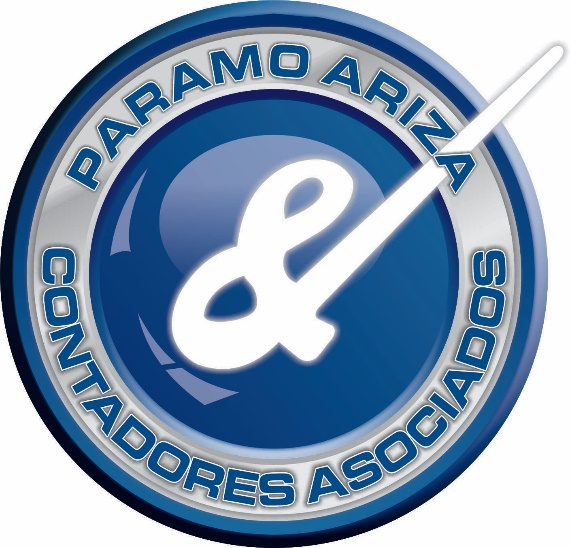 PARAMO ARIZA
&
CONTADORES ASOCIADOS